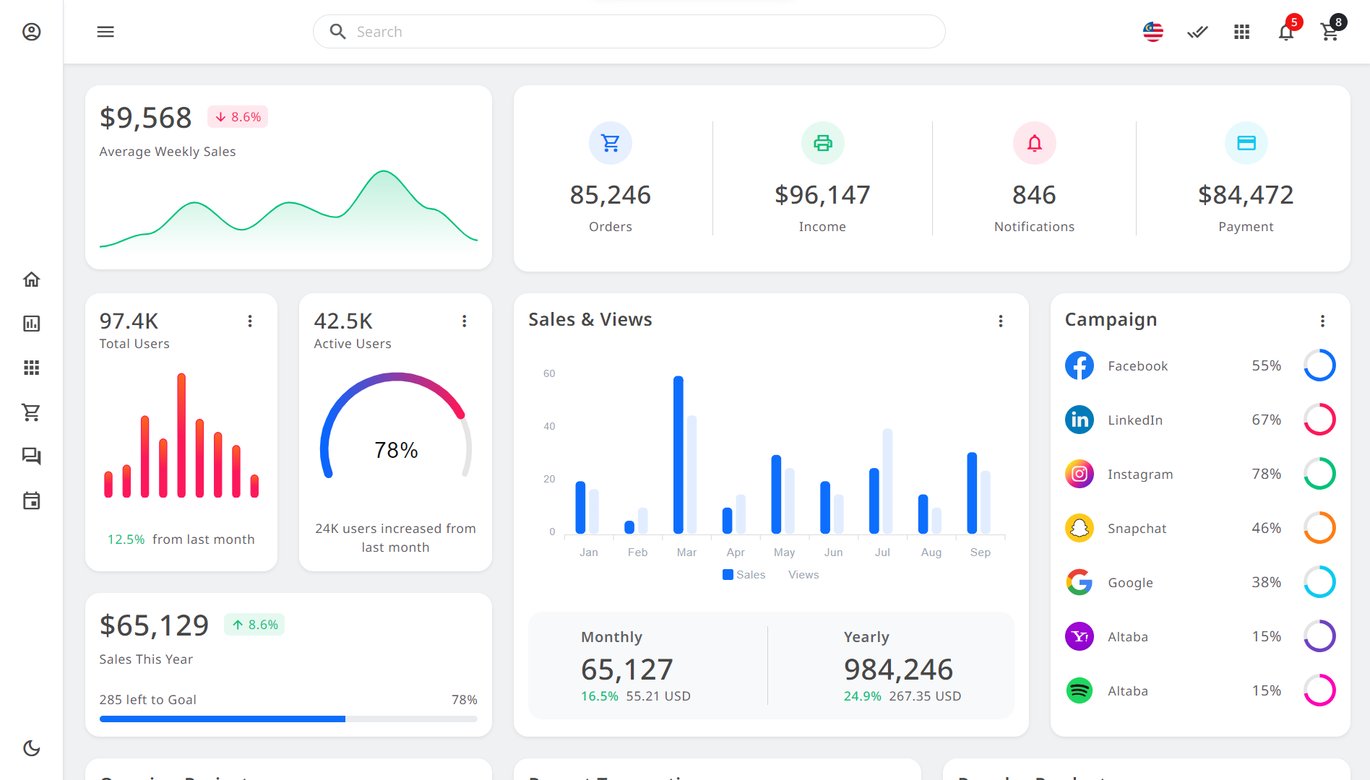 Search
5
8
$9,568 8.6%
Average Weekly Sales
85,246
Orders
$96,147
Income
846
Notifications
$84,472
Payment
97.4K
Total Users
12.5% from last month
42.5K
Active Users
78%
24K users increased from
last month
$65,129 8.6%
Sales This Year
285 left to Goal 78%
Sales & Views
60
40
20
0
Jan Feb Mar Apr May Jun Jul Aug Sep
Sales Views
Monthly
65,127
16.5% 55.21 USD
Yearly
984,246
24.9% 267.35 USD
Campaign
Facebook 55%
LinkedIn 67%
Instagram 78%
Snapchat 46%
Google 38%
Altaba 15%
Altaba 15%